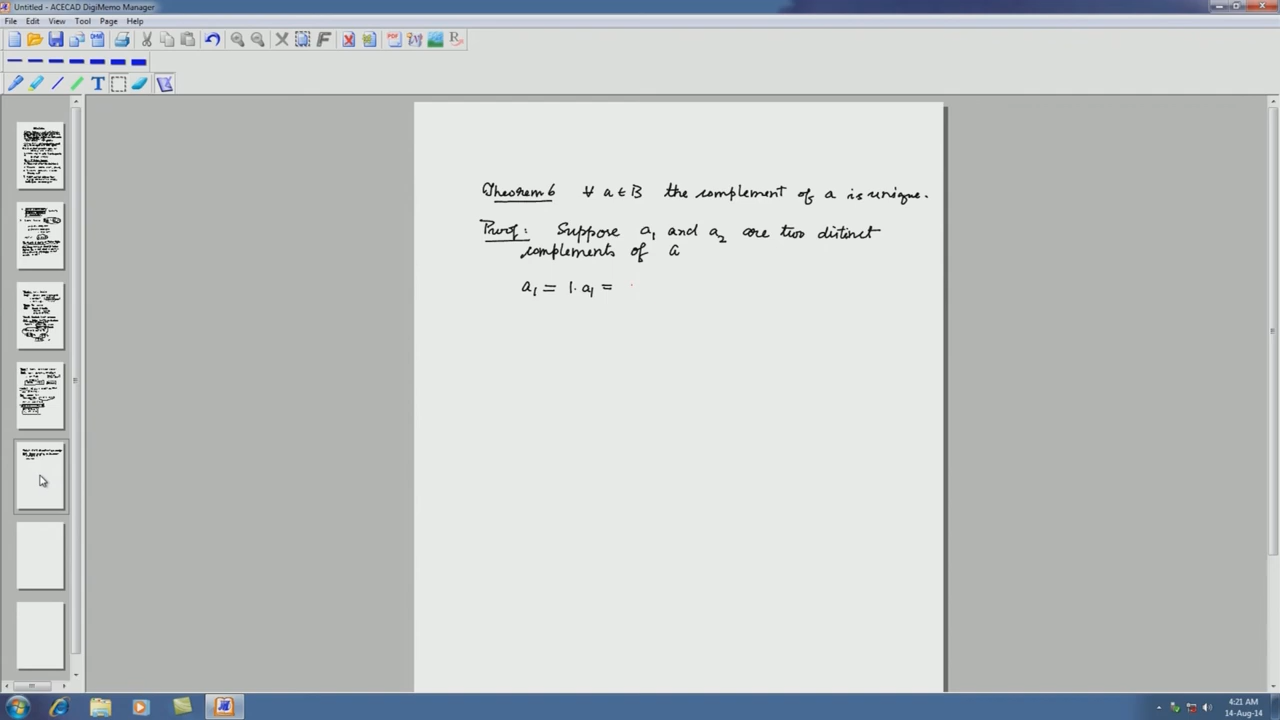 Untitled - ACECAD DigiMemo Manager
File Edit View Tool Page Help
Theorem 6 ∀ a ∈ B the complement of a is unique.
Proof: Suppose a₁ and a₂ are two distinct
complements of a
a₁ = 1. a₁ =
4:21 AM
14-Aug-14